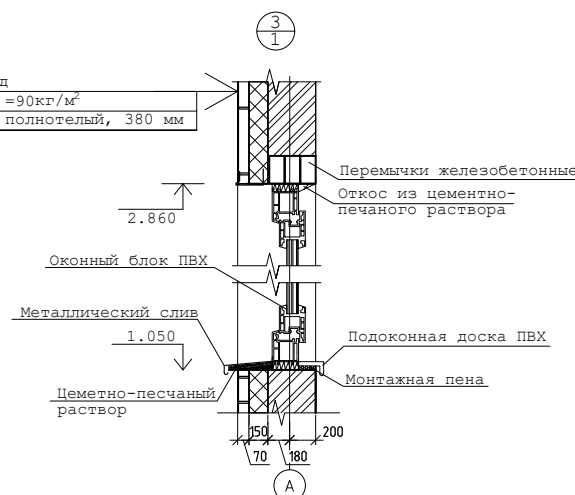 3
1
д
=90кг/м²
полнотелый, 380 мм
Перемычки железобетонные
Откос из цементно-
печаного раствора
2.860
Оконный блок ПВХ
Металлический слив
1.050
Подоконная доска ПВХ
Монтажная пена
Цеметно-песчаный
раствор
150
200
70
180
А